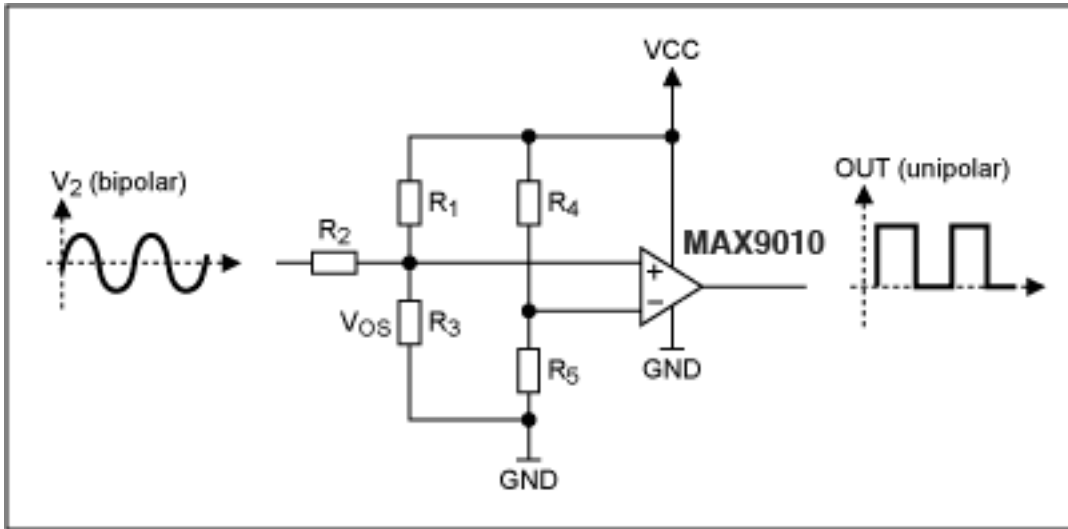 VCC
V2 (bipolar)
OUT (unipolar)
R1
R4
R2
MAX9010
+
−
VOS
R3
R5
GND
GND